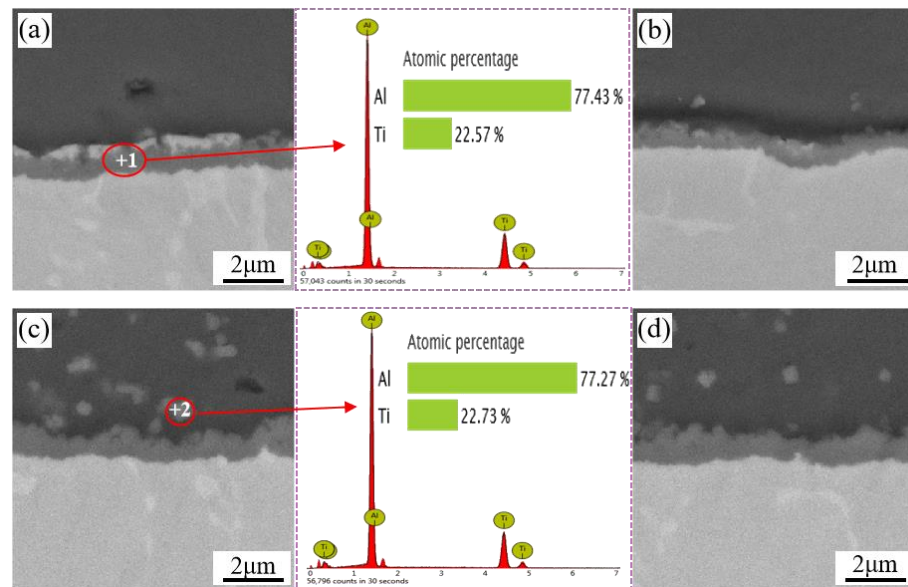 (a)
+1
2μm
Al
Atomic percentage
Al 77.43 %
Ti 22.57 %
Al
Ti
Ti
Ti
0 1 2 3 4 5 6 7
57,043 counts in 30 seconds
(b)
2μm
(c)
+2
2μm
Al
Atomic percentage
Al 77.27 %
Ti 22.73 %
Al
Ti
Ti
Ti
0 1 2 3 4 5 6 7
56,796 counts in 30 seconds
(d)
2μm